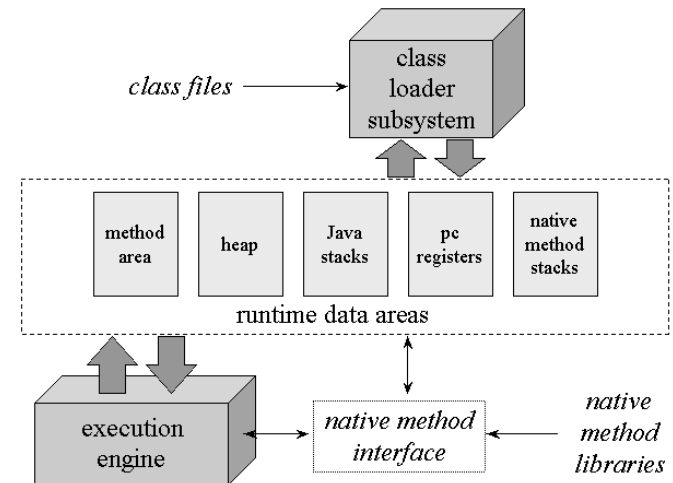 class
loader
subsystem
class files
method
area
heap
Java
stacks
pc
registers
native
method
stacks
runtime data areas
execution
engine
native method
interface
native
method
libraries